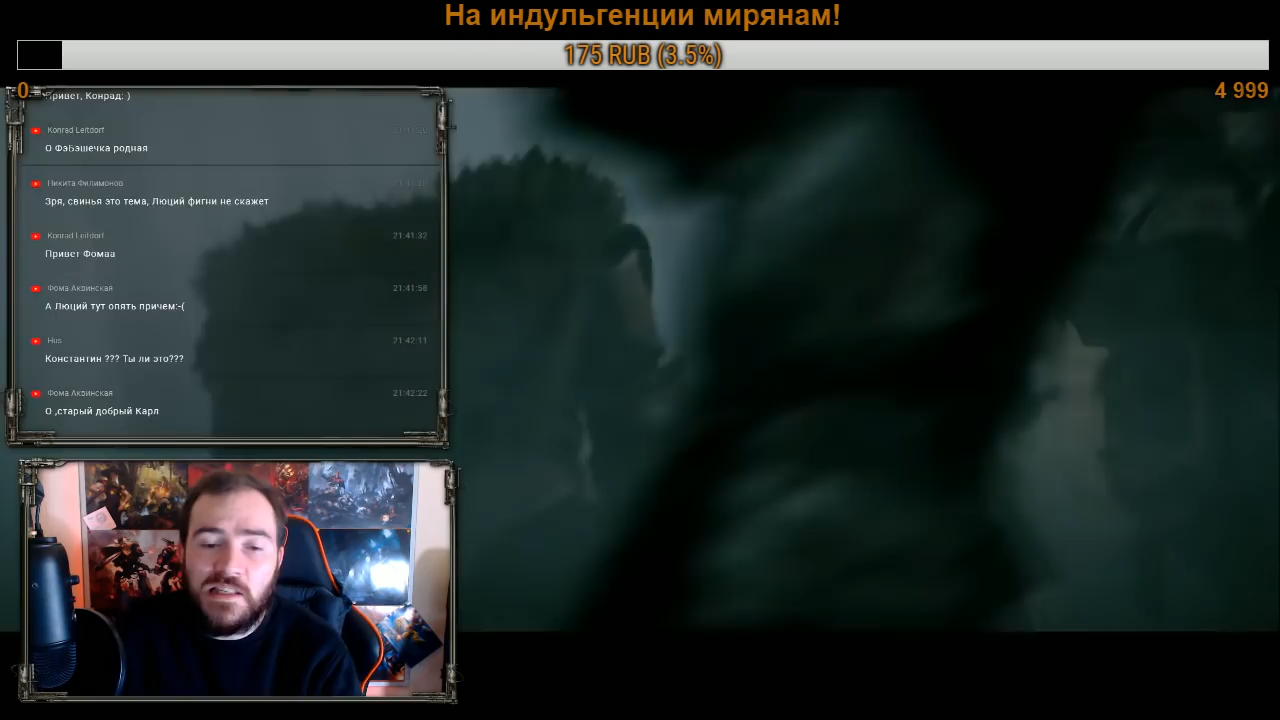 На индульгенции мирянам!
175 RUB (3.5%)
0
4 999
Привет, Конрад: )
Konrad Leitdorf
О Фэбэшечка родная
Никита Филимонов
Зря, свинья это тема, Люций фигни не скажет
Konrad Leitdorf 21:41:32
Привет Фомаа
Фома Аквинская 21:41:58
А Люций тут опять причем:-(
Hus 21:42:11
Константин ??? Ты ли это???
Фома Аквинская 21:42:22
О ,старый добрый Карл